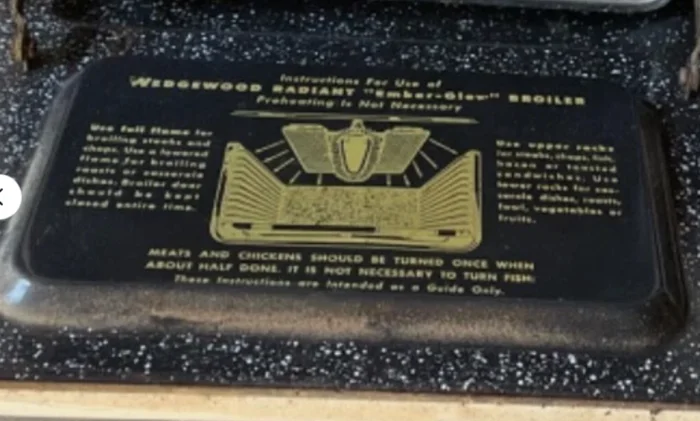 Instructions For Use of
WEDGEWOOD RADIANT "Ember-Glow" BROILER
Preheating Is Not Necessary
Use full flame for
broiling steaks and
chops. Use a lowered
flame for broiling
roasts or casserole
dishes. Broiler door
should be kept
closed entire time.
Use upper racks
for steaks, chops, fish,
bacon or toasted
sandwiches. Use
lower racks for cas-
serole dishes, roasts,
fowl, vegetables or
fruits.
MEATS AND CHICKENS SHOULD BE TURNED ONCE WHEN
ABOUT HALF DONE. IT IS NOT NECESSARY TO TURN FISH.
These Instructions are Intended as a Guide Only.